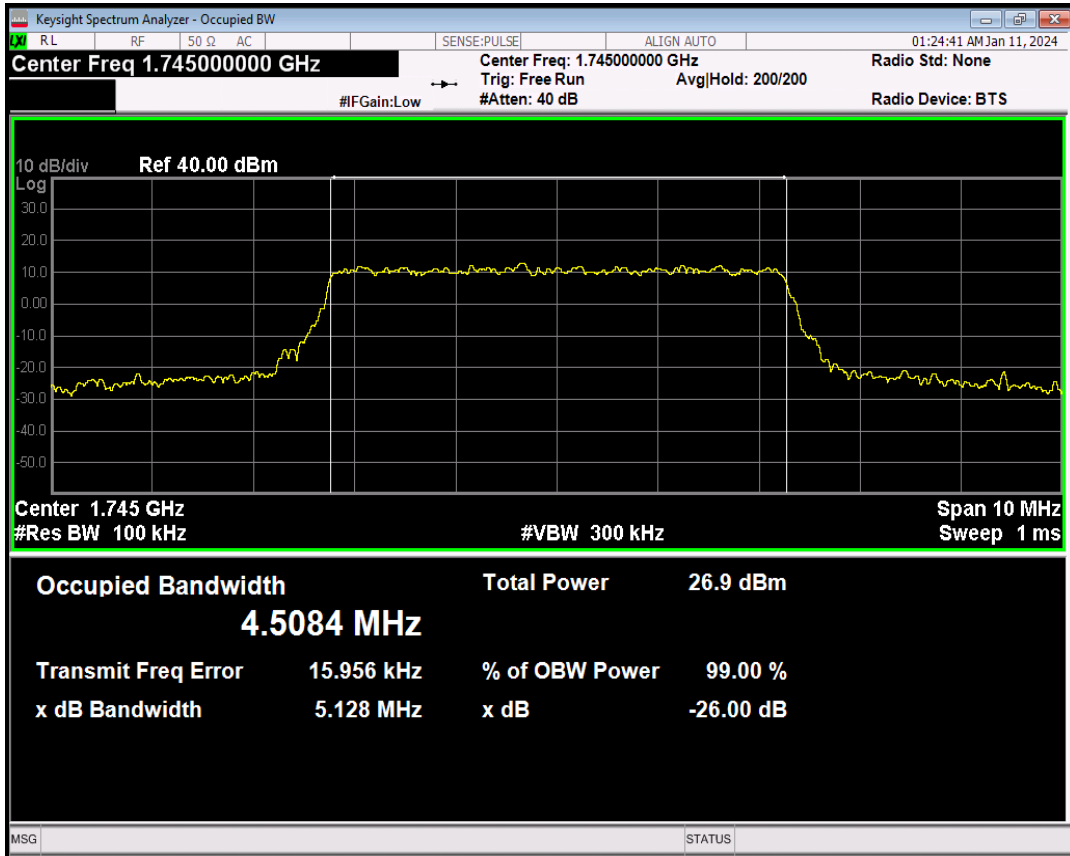 Keysight Spectrum Analyzer - Occupied BW
LXI RL RF 50 Ω AC SENSE:PULSE ALIGN AUTO 01:24:41 AM Jan 11, 2024
Center Freq 1.745000000 GHz Center Freq: 1.745000000 GHz Radio Std: None
Trig: Free Run Avg|Hold: 200/200
#IFGain:Low #Atten: 40 dB Radio Device: BTS
10 dB/div Ref 40.00 dBm
Log
30.0
20.0
10.0
0.00
-10.0
-20.0
-30.0
-40.0
-50.0
Center 1.745 GHz Span 10 MHz
#Res BW 100 kHz #VBW 300 kHz Sweep 1 ms
Occupied Bandwidth Total Power 26.9 dBm
4.5084 MHz
Transmit Freq Error 15.956 kHz % of OBW Power 99.00 %
x dB Bandwidth 5.128 MHz x dB -26.00 dB
MSG STATUS